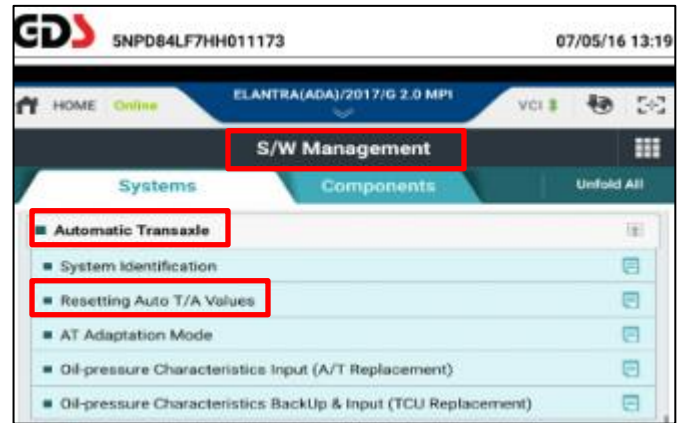 GDS 5NPD84LF7HH011173 07/05/16 13:19
HOME Online ELANTRA(ADA)/2017/G 2.0 MPI VCI
S/W Management
Systems Components Unfold All
Automatic Transaxle
System Identification
Resetting Auto T/A Values
AT Adaptation Mode
Oil-pressure Characteristics Input (A/T Replacement)
Oil-pressure Characteristics BackUp & Input (TCU Replacement)